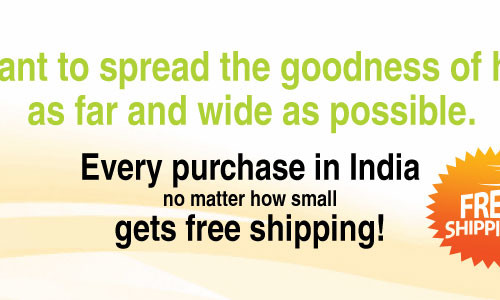 to spread the goodness of
as far and wide as possible.
Every purchase in India
no matter how small
gets free shipping!